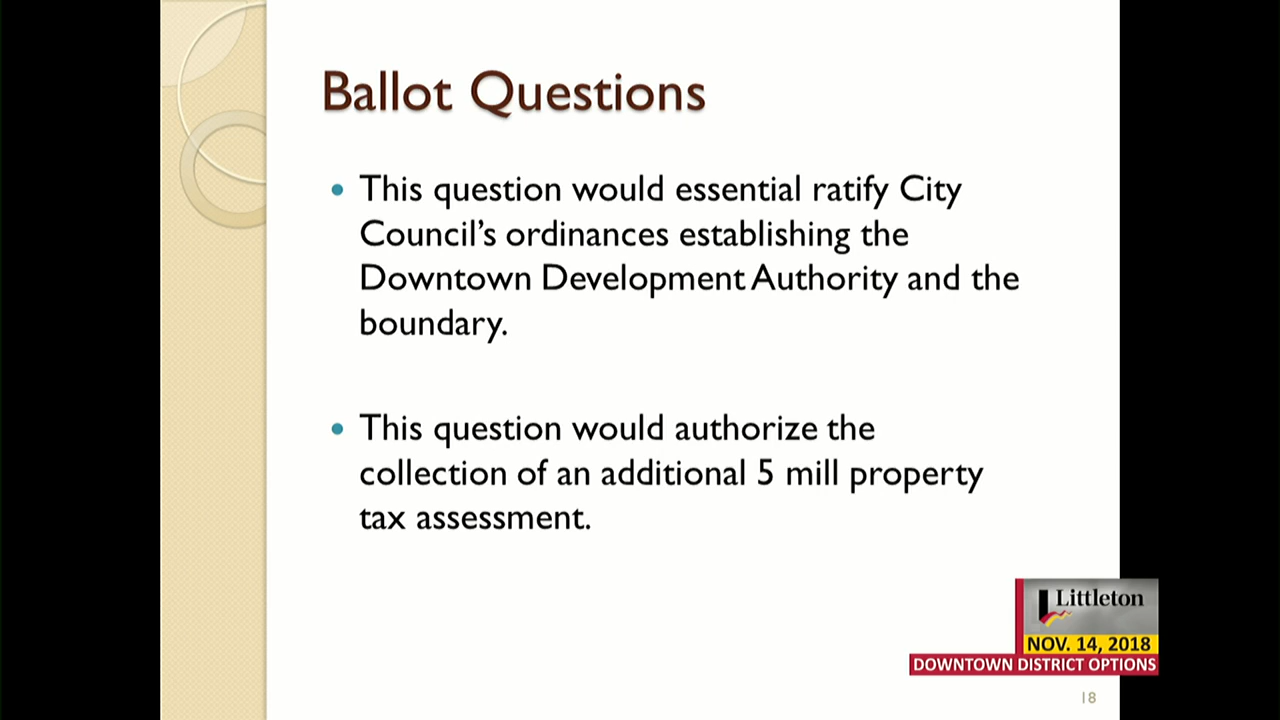 Ballot Questions
• This question would essential ratify City
Council's ordinances establishing the
Downtown Development Authority and the
boundary.
• This question would authorize the
collection of an additional 5 mill property
tax assessment.
Littleton
NOV. 14, 2018
DOWNTOWN DISTRICT OPTIONS
18